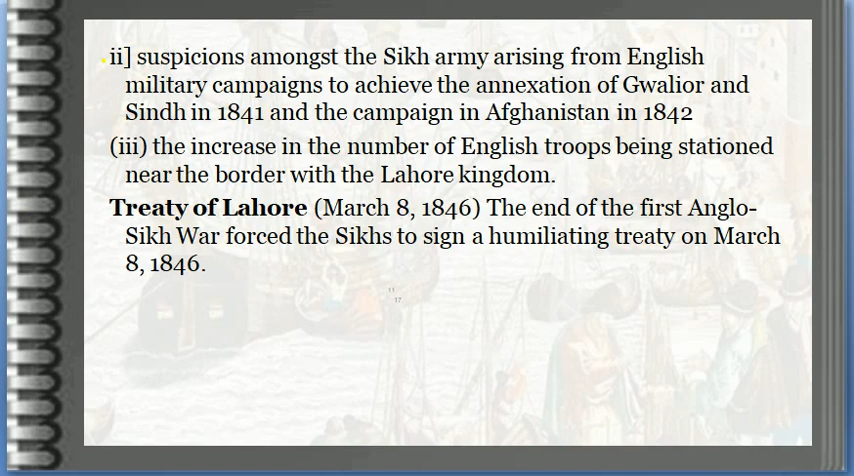 ii] suspicions amongst the Sikh army arising from English
military campaigns to achieve the annexation of Gwalior and
Sindh in 1841 and the campaign in Afghanistan in 1842
(iii) the increase in the number of English troops being stationed
near the border with the Lahore kingdom.
Treaty of Lahore (March 8, 1846) The end of the first Anglo-
Sikh War forced the Sikhs to sign a humiliating treaty on March
8, 1846.
11
17